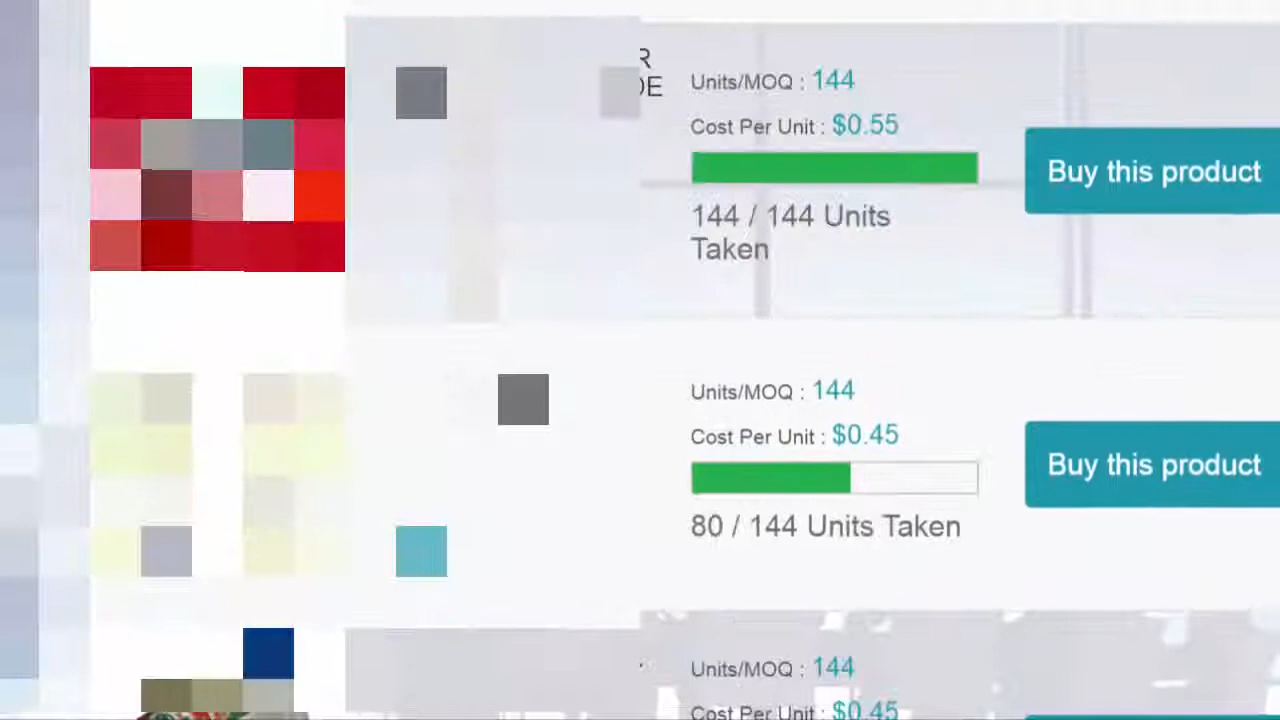 Units/MOQ : 144
Cost Per Unit : $0.55
Buy this product
144 / 144 Units
Taken
Units/MOQ : 144
Cost Per Unit : $0.45
Buy this product
80 / 144 Units Taken
Units/MOQ : 144
Cost Per Unit : $0.45